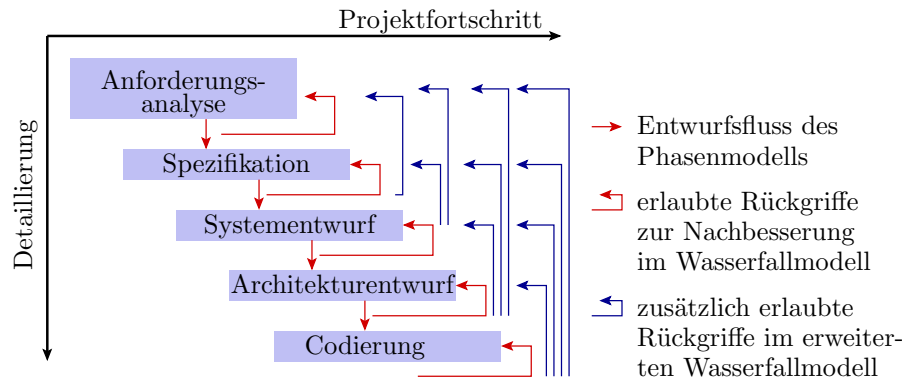 Projektfortschritt
Detaillierung
Anforderungs-
analyse
Spezifikation
Systementwurf
Architekturentwurf
Codierung
Entwurfsfluss des
Phasenmodells
erlaubte Rückgriffe
zur Nachbesserung
im Wasserfallmodell
zusätzlich erlaubte
Rückgriffe im erweiter-
ten Wasserfallmodell